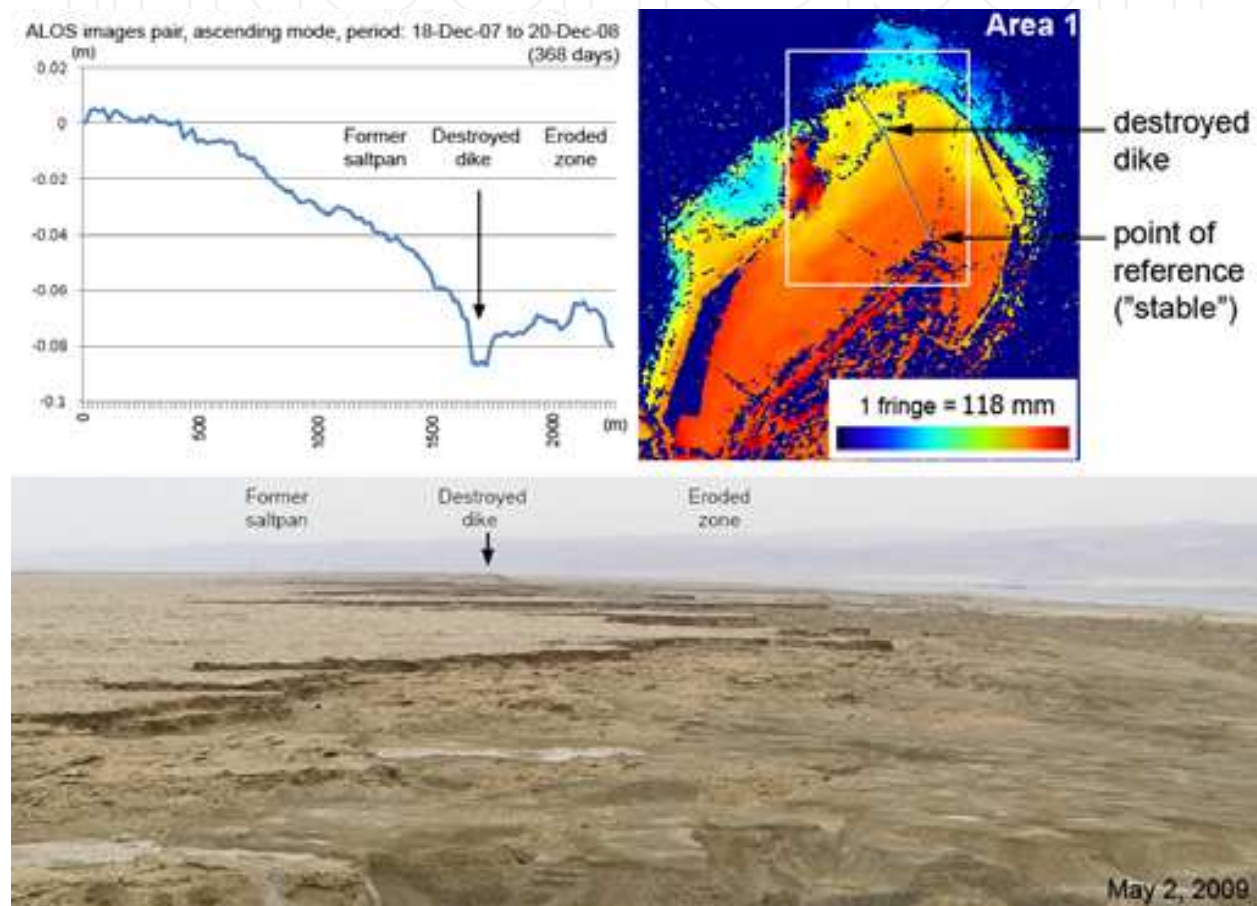 ALOS images pair, ascending mode, period: 18-Dec-07 to 20-Dec-08
(m)
(368 days)
0.02
0
-0.02
-0.04
-0.06
-0.08
-0.1
Former
saltpan
Destroyed
dike
Eroded
zone
0
500
1000
1500
2000
(m)
Area 1
destroyed
dike
point of
reference
("stable")
1 fringe = 118 mm
Former
saltpan
Destroyed
dike
Eroded
zone
May 2, 2009